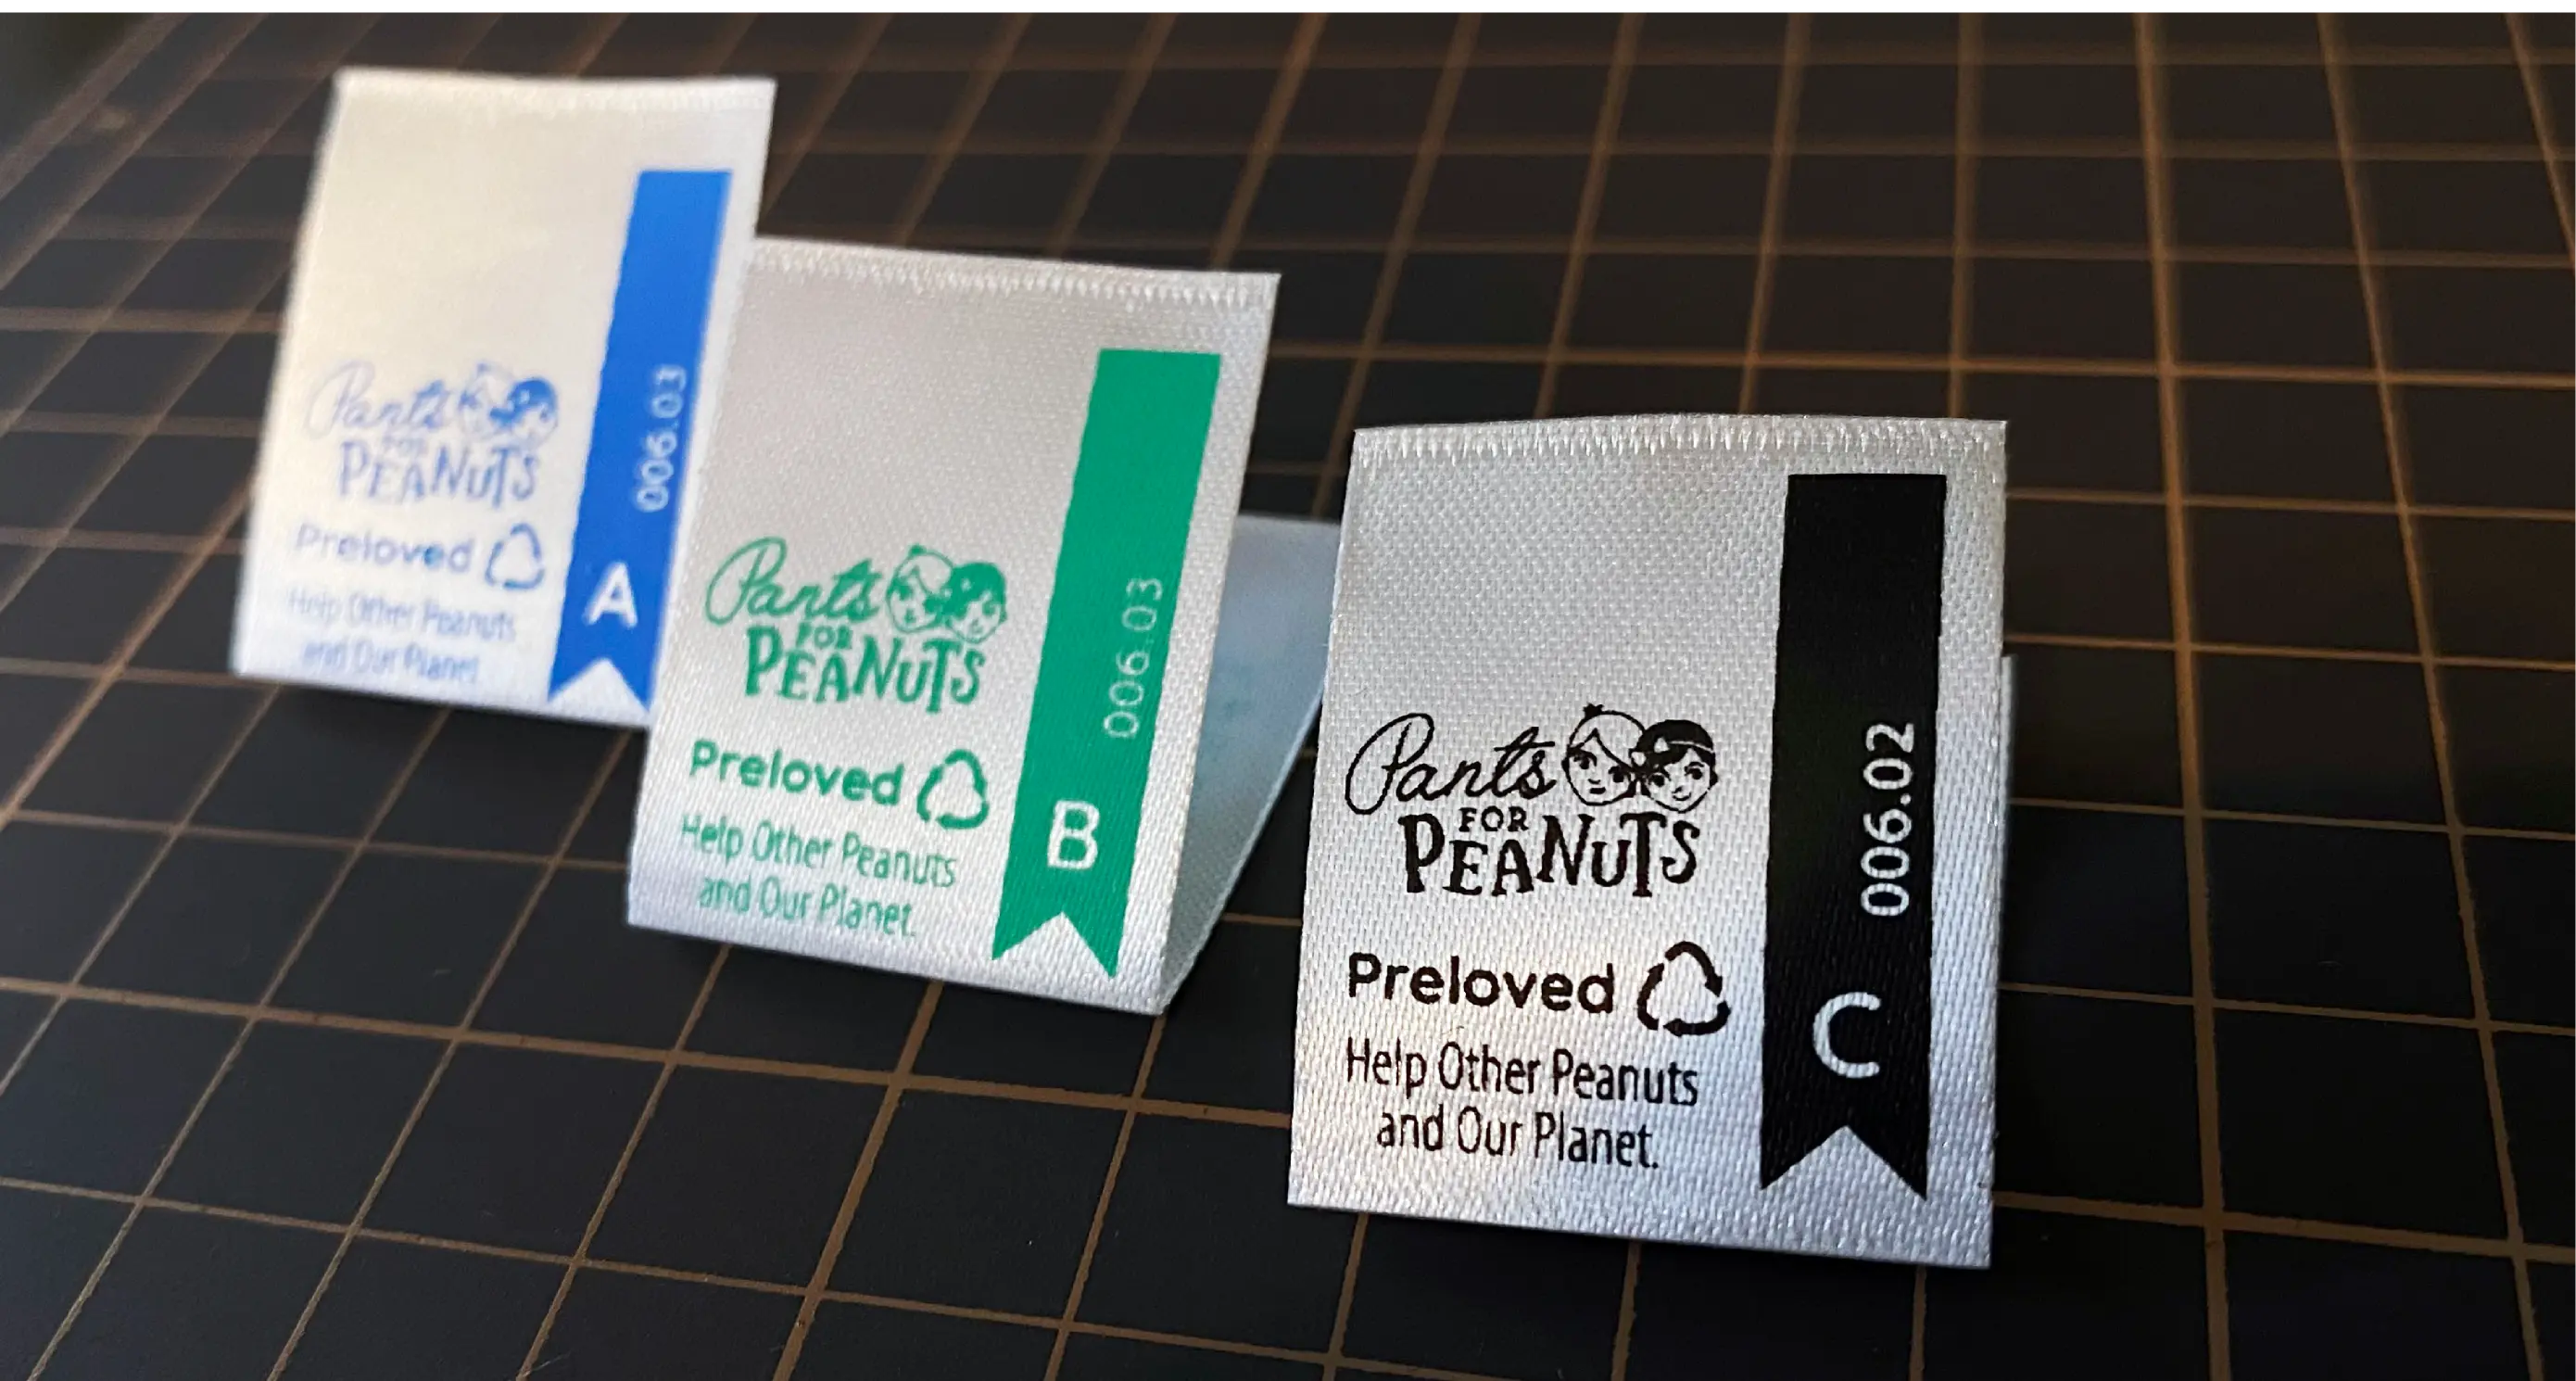 Pants
FOR
PEANUTS
Preloved
Help Other Peanuts
and Our Planet.
006.03
A
Pants
FOR
PEANUTS
Preloved
Help Other Peanuts
and Our Planet.
006.03
B
Pants
FOR
PEANUTS
Preloved
Help Other Peanuts
and Our Planet.
006.02
C